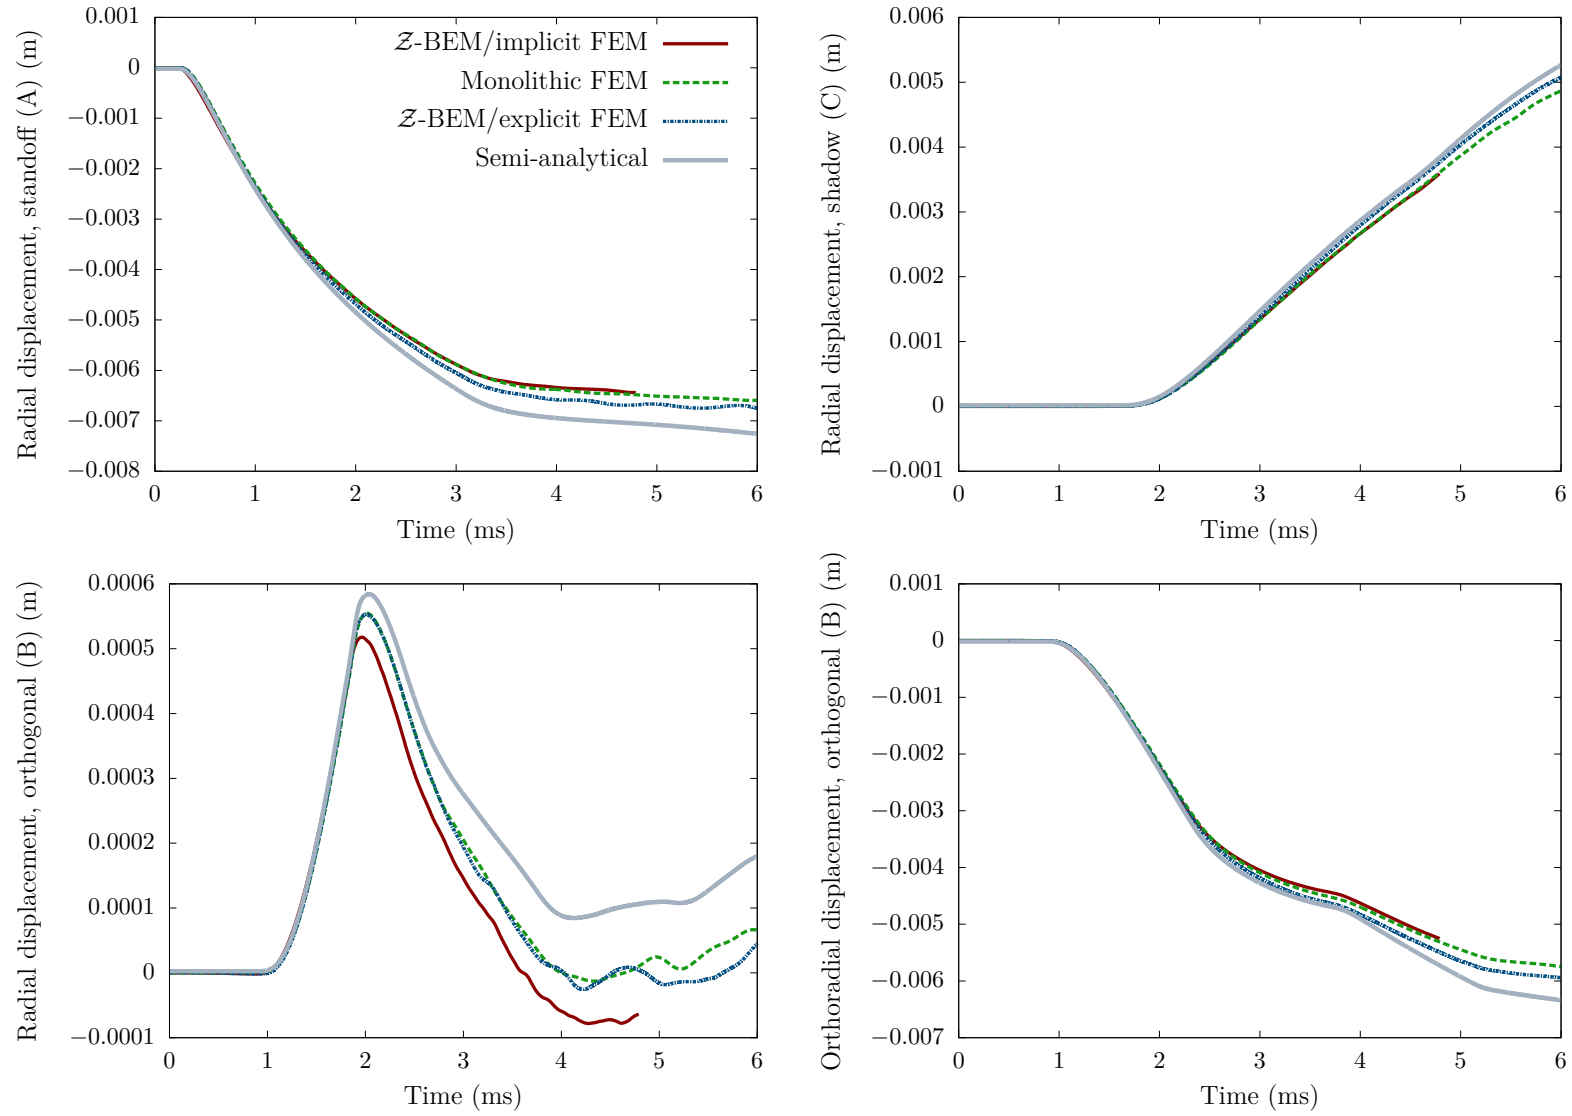 Radial displacement, standoff (A) (m)
0.001
0
−0.001
−0.002
−0.003
−0.004
−0.005
−0.006
−0.007
−0.008
𝒵-BEM/implicit FEM
Monolithic FEM
𝒵-BEM/explicit FEM
Semi-analytical
0 1 2 3 4 5 6
Time (ms)
Radial displacement, shadow (C) (m)
0.006
0.005
0.004
0.003
0.002
0.001
0
−0.001
0 1 2 3 4 5 6
Time (ms)
Radial displacement, orthogonal (B) (m)
0.0006
0.0005
0.0004
0.0003
0.0002
0.0001
0
−0.0001
0 1 2 3 4 5 6
Time (ms)
Orthoradial displacement, orthogonal (B) (m)
0.001
0
−0.001
−0.002
−0.003
−0.004
−0.005
−0.006
−0.007
0 1 2 3 4 5 6
Time (ms)